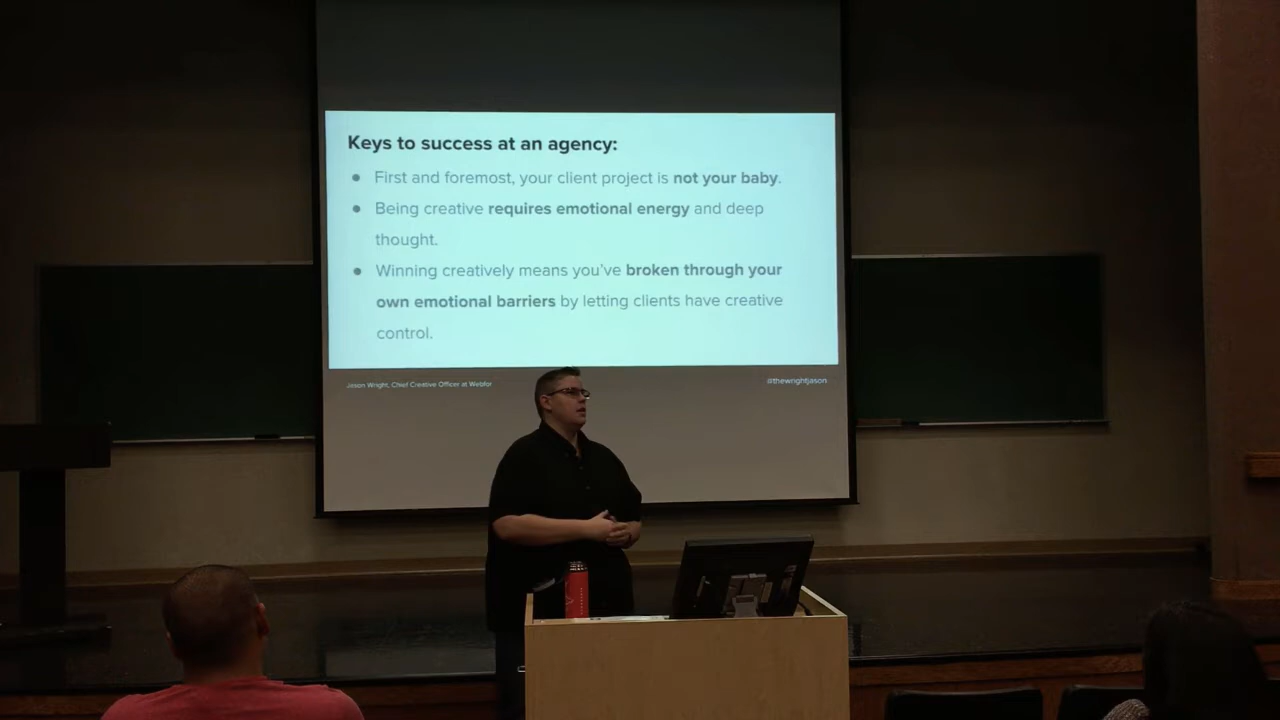 Keys to success at an agency:
● First and foremost, your client project is not your baby.
● Being creative requires emotional energy and deep
thought.
● Winning creatively means you've broken through your
own emotional barriers by letting clients have creative
control.
Jason Wright, Chief Creative Officer at Webfor
@thewrightjason